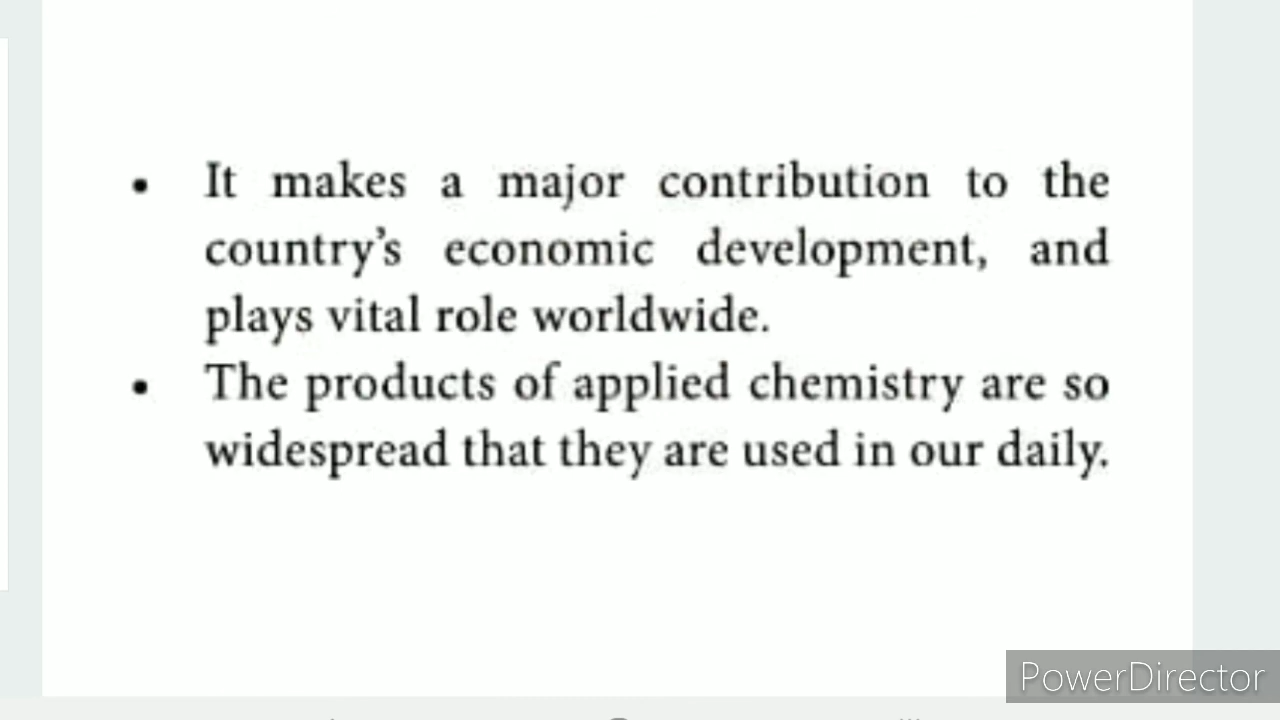 • It makes a major contribution to the
country's economic development, and
plays vital role worldwide.
• The products of applied chemistry are so
widespread that they are used in our daily.
PowerDirector